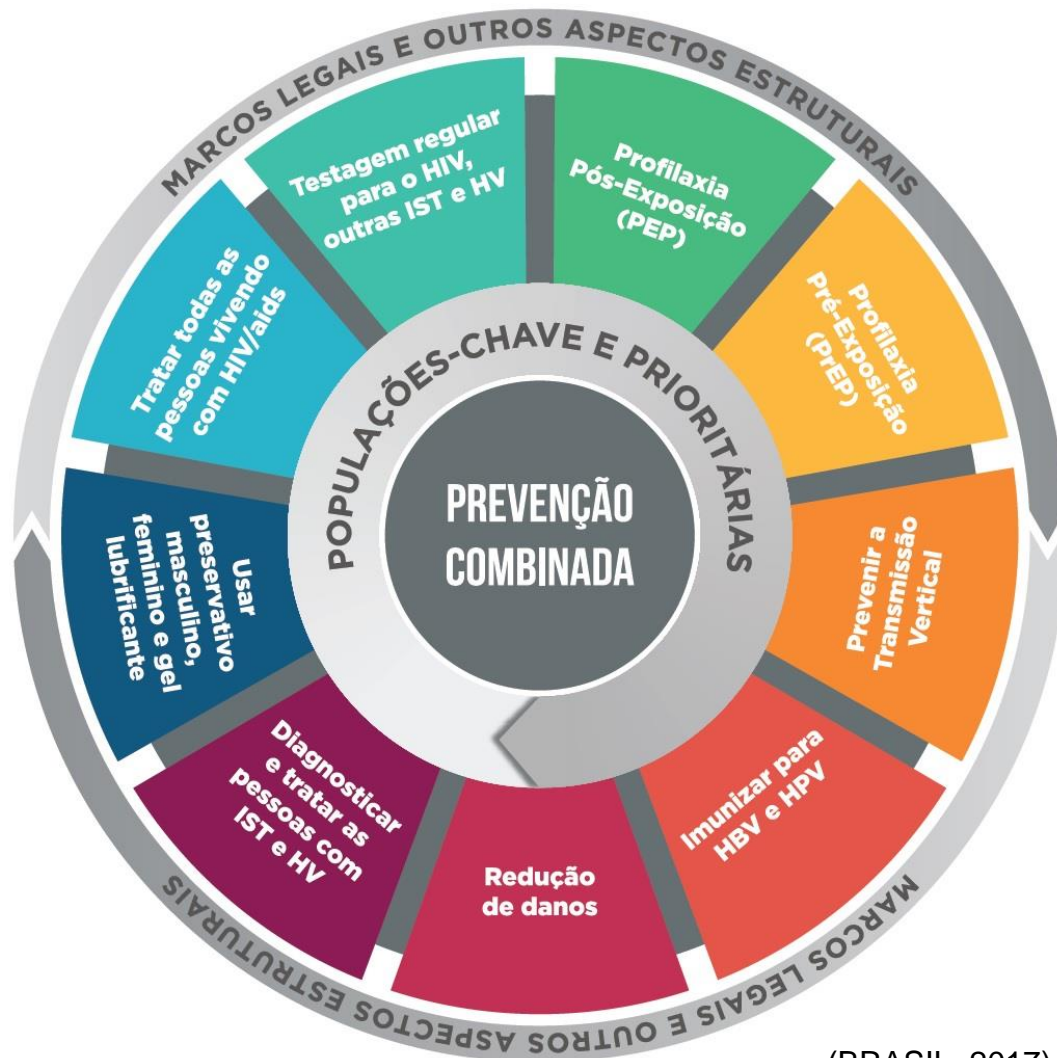 MARCOS LEGAIS E OUTROS ASPECTOS ESTRUTURAIS
Testagem regular
para o HIV,
outras IST e HV
Profilaxia
Pós-Exposição
(PEP)
Profilaxia
Pré-Exposição
(PrEP)
Prevenir a
Transmissão
Vertical
Imunizar para
HBV e HPV
Redução
de danos
Diagnosticar
e tratar as
pessoas com
IST e HV
Usar
preservativo
masculino,
feminino e gel
lubrificante
Tratar todas as
pessoas vivendo
com HIV/aids
POPULAÇÕES-CHAVE E PRIORITÁRIAS
PREVENÇÃO
COMBINADA
MARCOS LEGAIS E OUTROS ASPECTOS ESTRUTURAIS
(BRASIL, 2017)